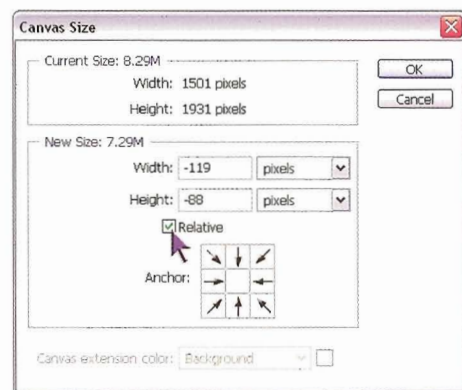 Canvas Size
Current Size: 8.29M
Width: 1501 pixels
Height: 1931 pixels
OK
Cancel
New Size: 7.29M
Width: -119 pixels
Height: -88 pixels
Relative
Anchor:
Canvas extension color: Background